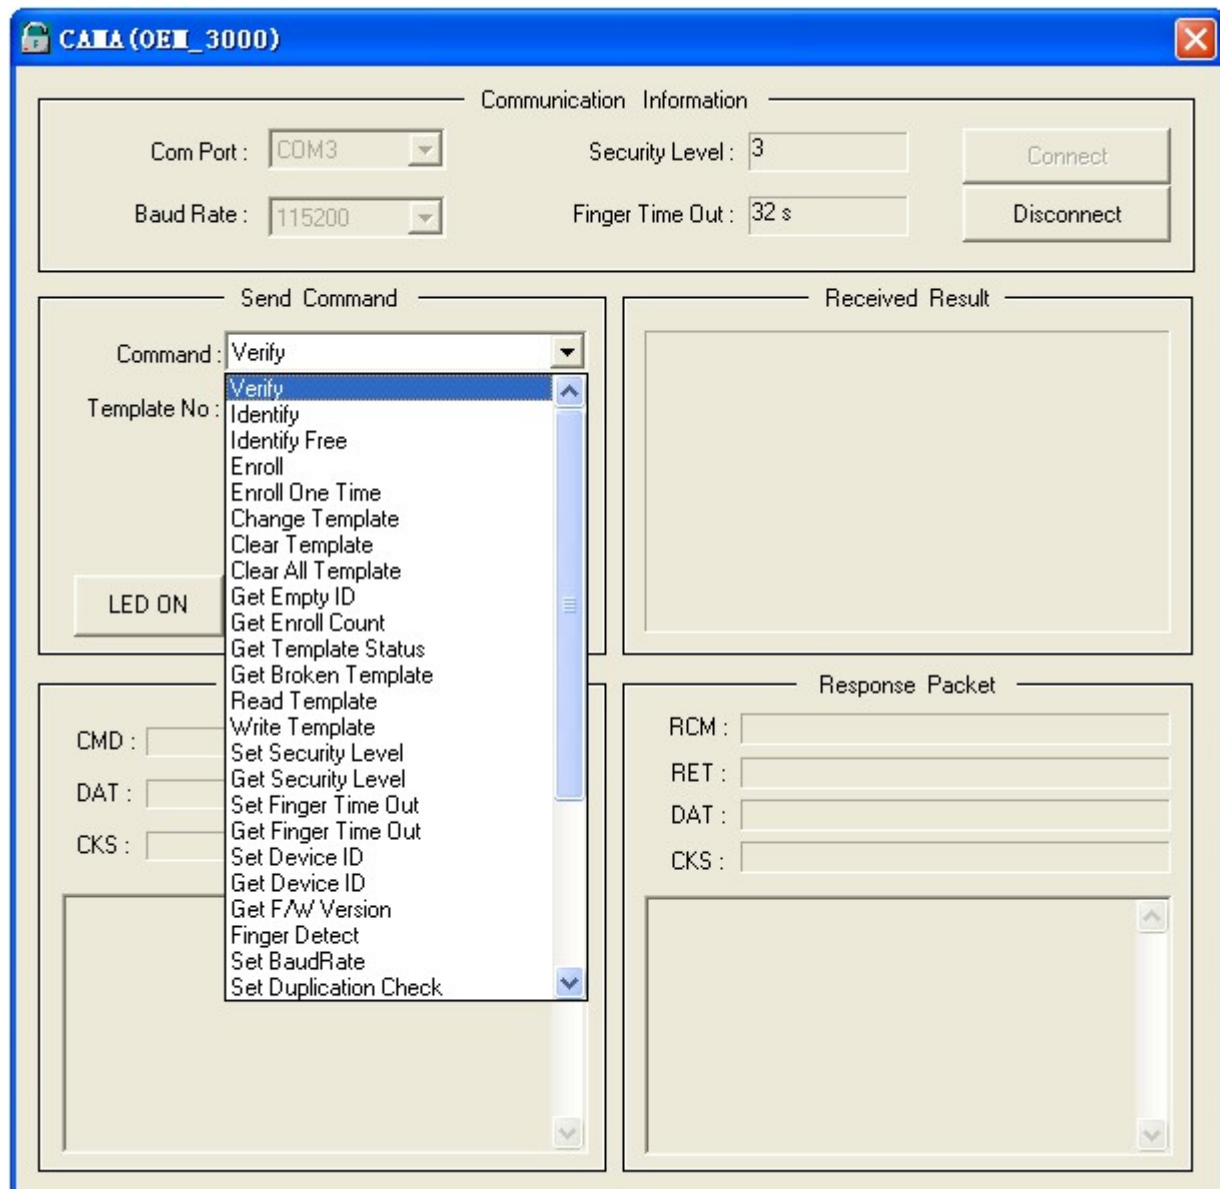 CAMA(OEM_3000)
Communication Information
Com Port : COM3
Security Level : 3
Connect
Baud Rate : 115200
Finger Time Out : 32 s
Disconnect
Send Command
Command : Verify
Template No :
Verify
Identify
Identify Free
Enroll
Enroll One Time
Change Template
Clear Template
Clear All Template
Get Empty ID
Get Enroll Count
Get Template Status
Get Broken Template
Read Template
Write Template
Set Security Level
Get Security Level
Set Finger Time Out
Get Finger Time Out
Set Device ID
Get Device ID
Get F/W Version
Finger Detect
Set BaudRate
Set Duplication Check
LED ON
CMD :
DAT :
CKS :
Received Result
Response Packet
RCM :
RET :
DAT :
CKS :